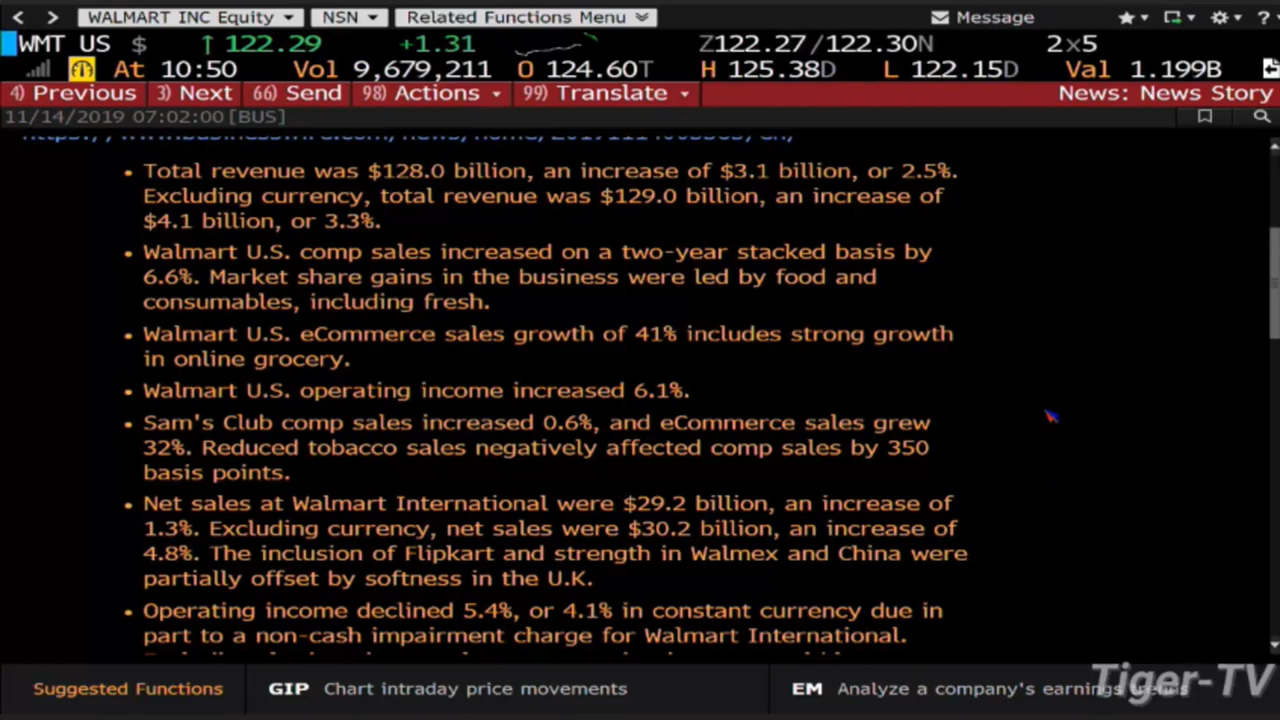 WALMART INC Equity NSN Related Functions Menu Message ?
WMT US $ ↑ 122.29 +1.31 Z122.27/122.30N 2x5
At 10:50 Vol 9,679,211 O 124.60T H 125.38D L 122.15D Val 1.199B
4) Previous 3) Next 66) Send 98) Actions 99) Translate News: News Story
11/14/2019 07:02:00 [BUS]
• Total revenue was $128.0 billion, an increase of $3.1 billion, or 2.5%.
Excluding currency, total revenue was $129.0 billion, an increase of
$4.1 billion, or 3.3%.
• Walmart U.S. comp sales increased on a two-year stacked basis by
6.6%. Market share gains in the business were led by food and
consumables, including fresh.
• Walmart U.S. eCommerce sales growth of 41% includes strong growth
in online grocery.
• Walmart U.S. operating income increased 6.1%.
• Sam's Club comp sales increased 0.6%, and eCommerce sales grew
32%. Reduced tobacco sales negatively affected comp sales by 350
basis points.
• Net sales at Walmart International were $29.2 billion, an increase of
1.3%. Excluding currency, net sales were $30.2 billion, an increase of
4.8%. The inclusion of Flipkart and strength in Walmex and China were
partially offset by softness in the U.K.
• Operating income declined 5.4%, or 4.1% in constant currency due in
part to a non-cash impairment charge for Walmart International.
Suggested Functions GIP Chart intraday price movements EM Analyze a company's earnings trends
Tiger-TV